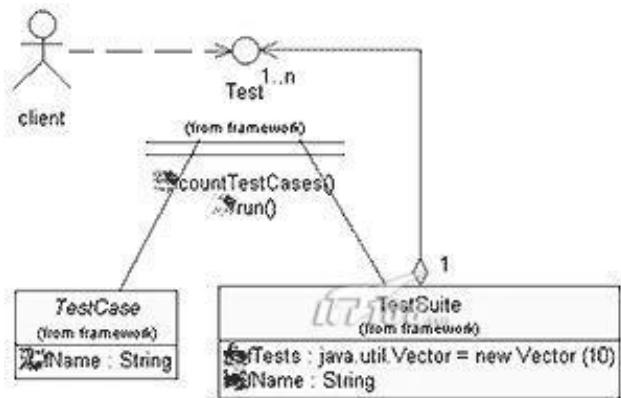 client
1..n
Test
(from framework)
countTestCases()
run()
1
TestCase
(from framework)
fName : String
TestSuite
(from framework)
fTests : java.util.Vector = new Vector (10)
fName : String